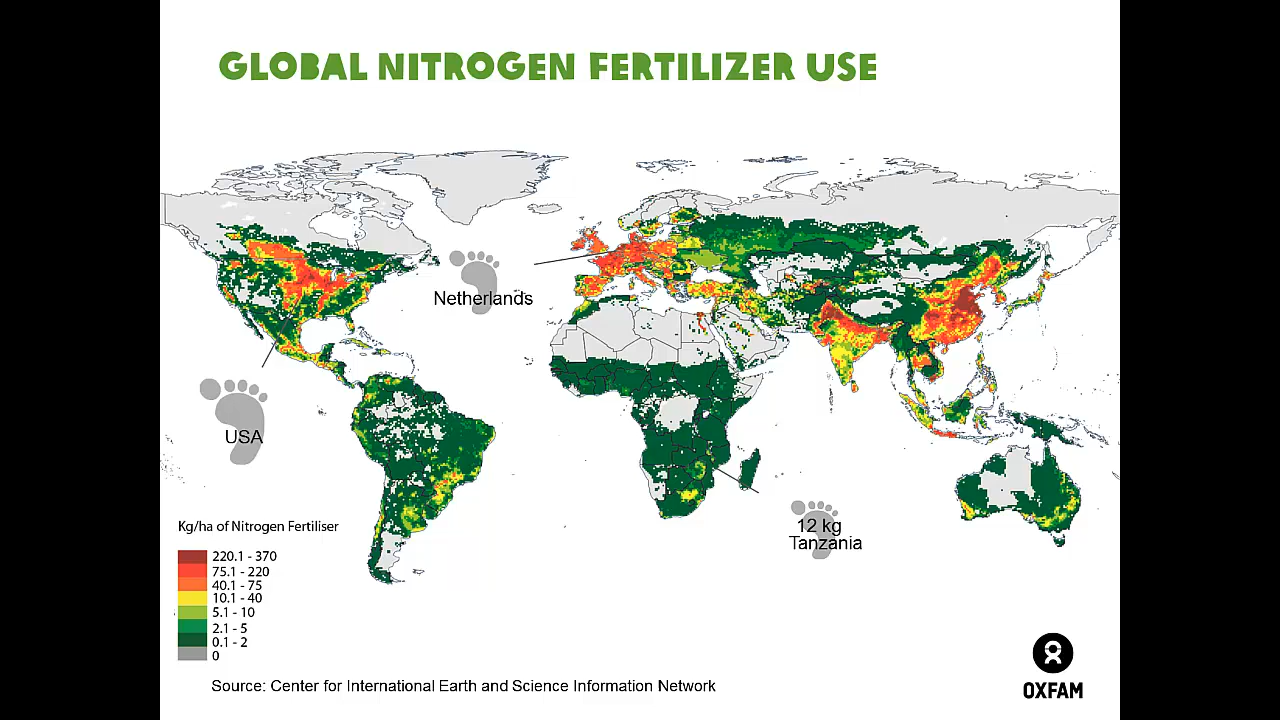 GLOBAL NITROGEN FERTILIZER USE
Netherlands
USA
12 kg
Tanzania
Kg/ha of Nitrogen Fertiliser
220.1 - 370
75.1 - 220
40.1 - 75
10.1 - 40
5.1 - 10
2.1 - 5
0.1 - 2
0
Source: Center for International Earth and Science Information Network
OXFAM